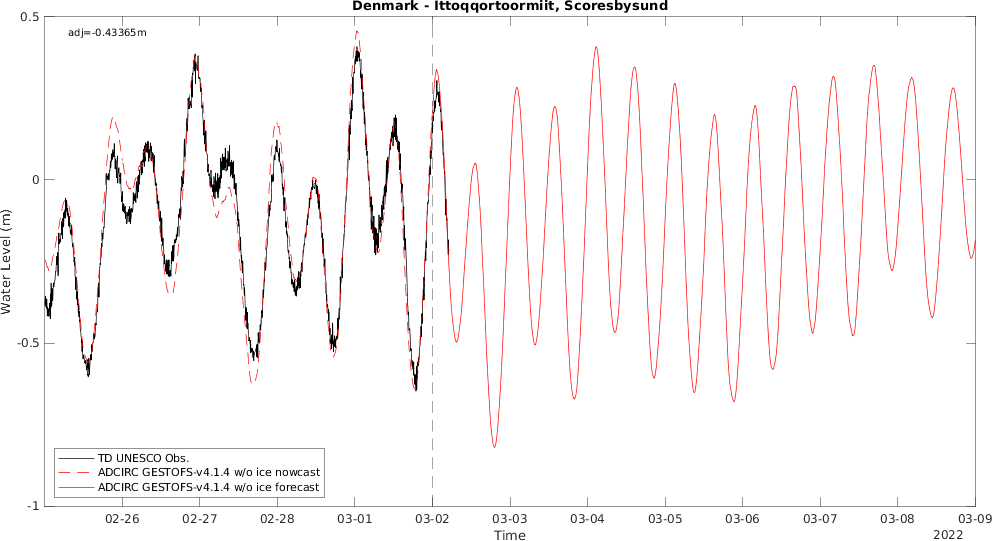 Denmark - Ittoqqortoormiit, Scoresbysund
adj=-0.43365m
0.5
0
-0.5
-1
Water Level (m)
TD UNESCO Obs.
ADCIRC GESTOFS-v4.1.4 w/o ice nowcast
ADCIRC GESTOFS-v4.1.4 w/o ice forecast
02-26 02-27 02-28 03-01 03-02 03-03 03-04 03-05 03-06 03-07 03-08 03-09
Time
2022